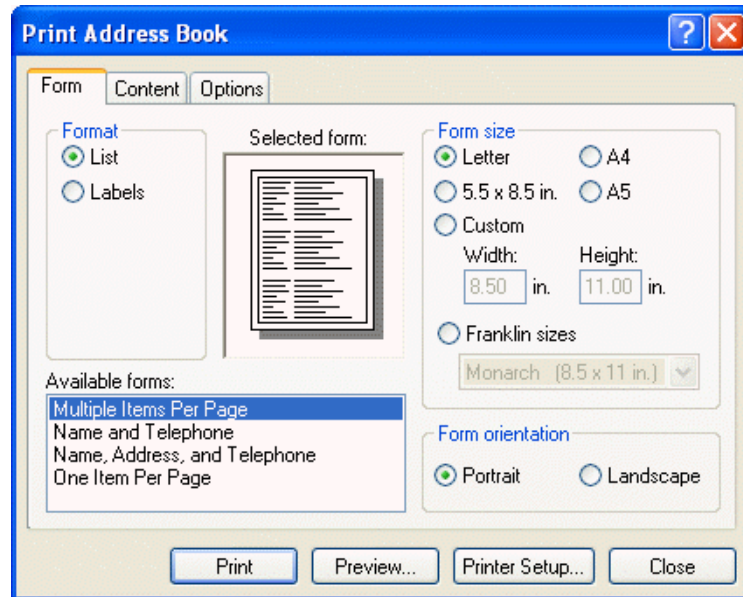 Print Address Book
Form Content Options
Format
List
Labels
Selected form:
Form size
Letter A4
5.5 x 8.5 in. A5
Custom
Width: Height:
8.50 in. 11.00 in.
Franklin sizes
Monarch (8.5 x 11 in.)
Available forms:
Multiple Items Per Page
Name and Telephone
Name, Address, and Telephone
One Item Per Page
Form orientation
Portrait Landscape
Print Preview... Printer Setup... Close